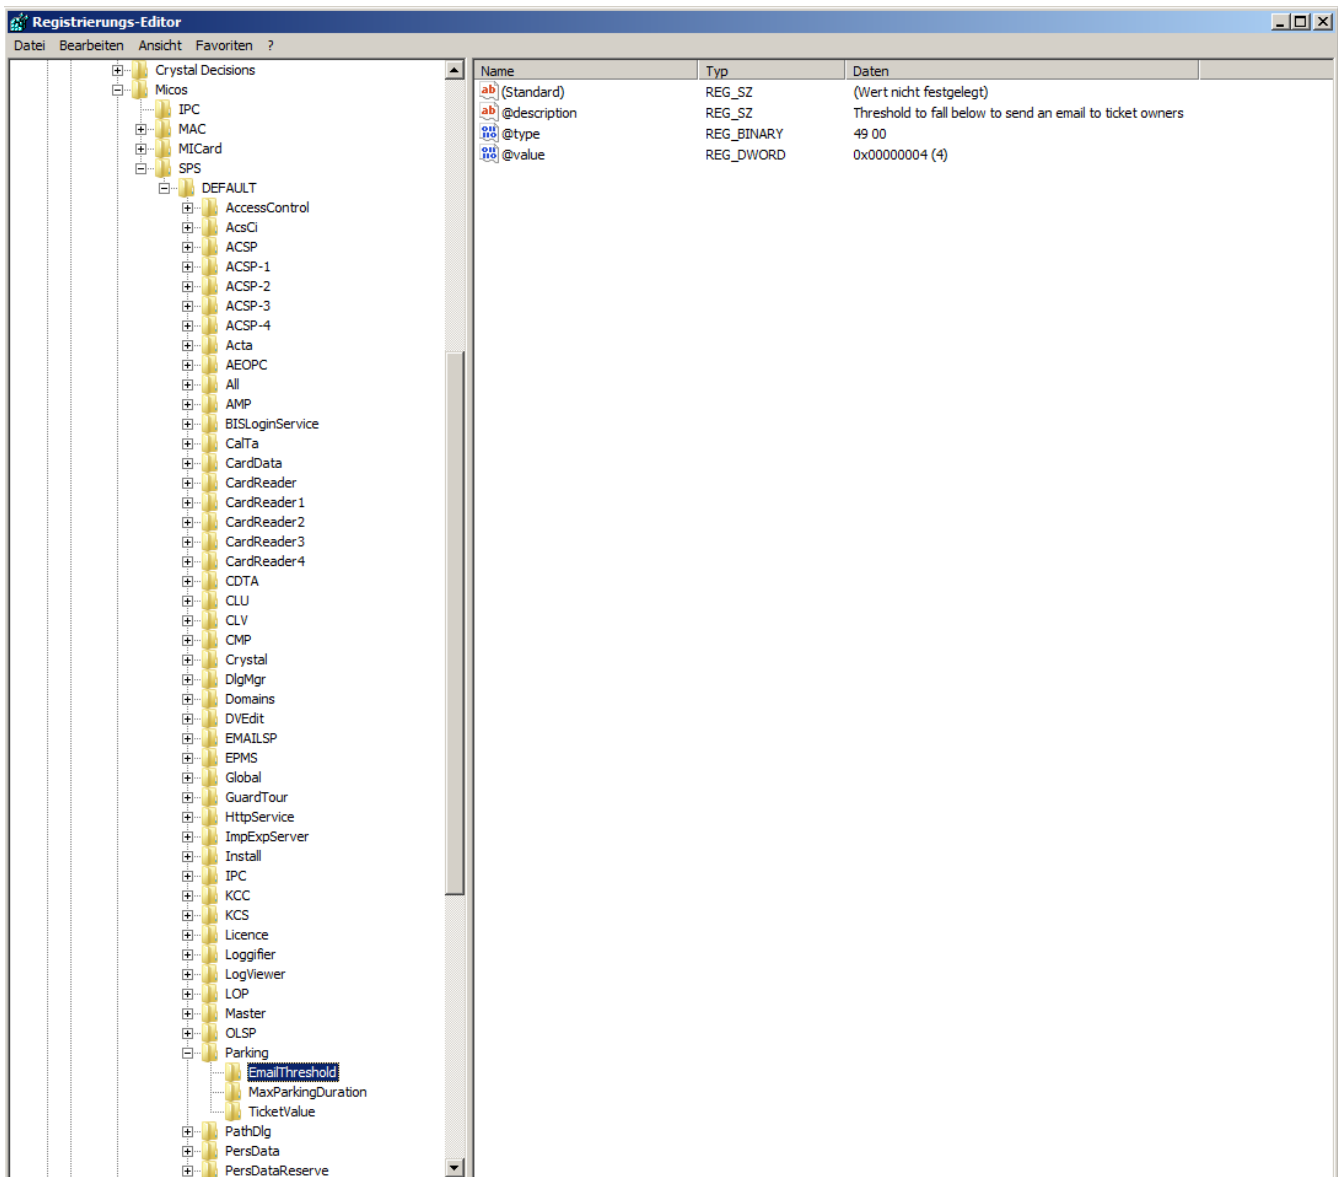 Registrierungs-Editor
Datei Bearbeiten Ansicht Favoriten ?
Crystal Decisions
Micos
IPC
MAC
MICard
SPS
DEFAULT
AccessControl
AcsCi
ACSP
ACSP-1
ACSP-2
ACSP-3
ACSP-4
Acta
AEOPC
All
AMP
BISLoginService
CalTa
CardData
CardReader
CardReader1
CardReader2
CardReader3
CardReader4
CDTA
CLU
CLV
CMP
Crystal
DlgMgr
Domains
DVEdit
EMAILSP
EPMS
Global
GuardTour
HttpService
ImpExpServer
Install
IPC
KCC
KCS
Licence
Loggifier
LogViewer
LOP
Master
OLSP
Parking
EmailThreshold
MaxParkingDuration
TicketValue
PathDlg
PersData
PersDataReserve
Name Typ Daten
(Standard) REG_SZ (Wert nicht festgelegt)
@description REG_SZ Threshold to fall below to send an email to ticket owners
@type REG_BINARY 49 00
@value REG_DWORD 0x00000004 (4)